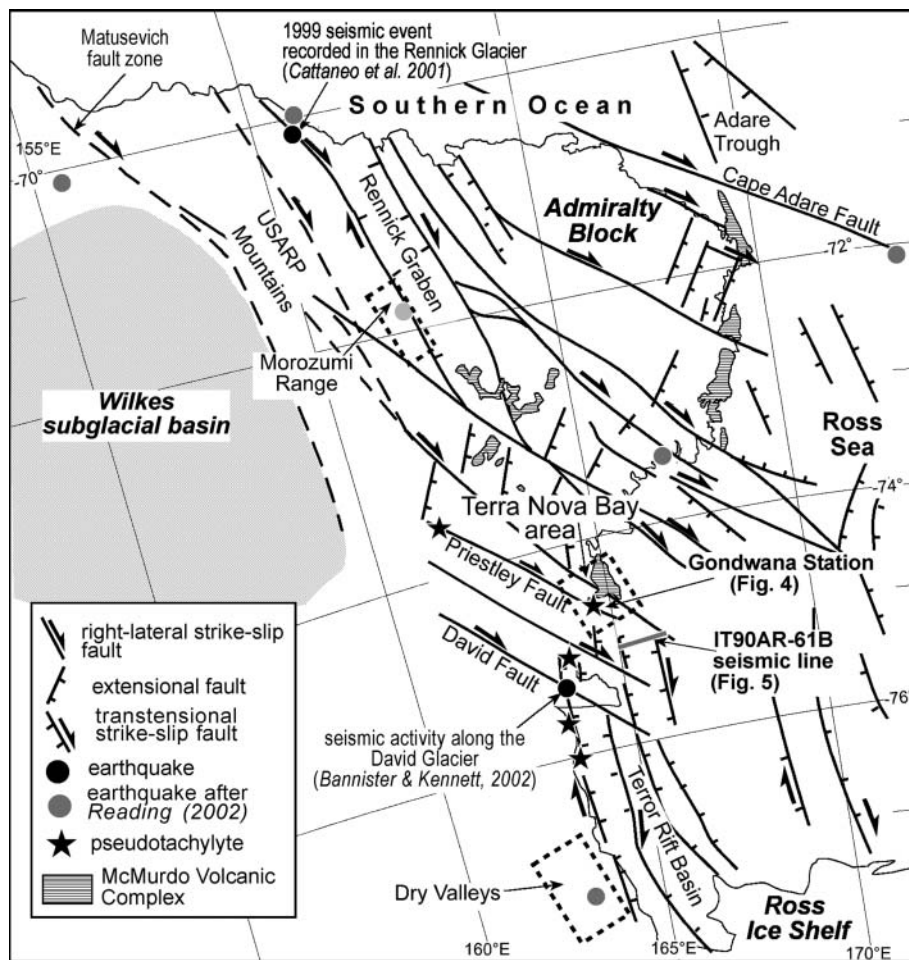 Matusevich
fault zone
1999 seismic event
recorded in the Rennick Glacier
(Cattaneo et al. 2001)
Southern Ocean
Adare
Trough
155°E
-70°
Cape Adare Fault
Rennick Graben
Admiralty
Block
USARP
Mountains
-72°
Morozumi
Range
Wilkes
subglacial basin
Ross
Sea
-74°
Terra Nova Bay
area
Priestley Fault
Gondwana Station
(Fig. 4)
IT90AR-61B
seismic line
(Fig. 5)
David Fault
-76°
seismic activity along the
David Glacier
(Bannister & Kennett, 2002)
Terror Rift Basin
Dry Valleys
Ross
Ice Shelf
160°E
165°E
170°E
right-lateral strike-slip
fault
extensional fault
transtensional
strike-slip fault
earthquake
earthquake after
Reading (2002)
pseudotachylyte
McMurdo Volcanic
Complex